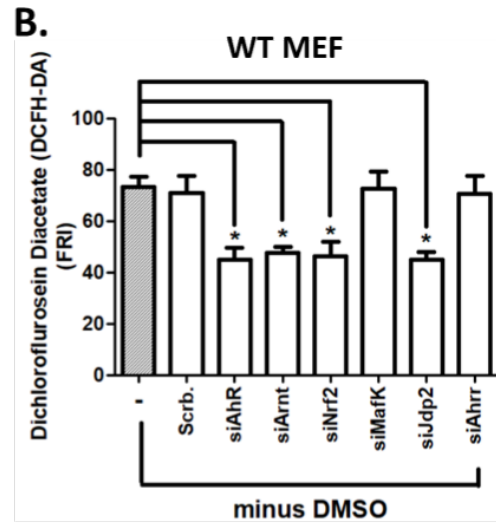 B.
WT MEF
Dichloroflurosein Diacetate (DCFH-DA)
(FRI)
100
80
60
40
20
0
* * * *
-
Scrb.
siAhR
siArnt
siNrf2
siMafK
siJdp2
siAhrr
minus DMSO